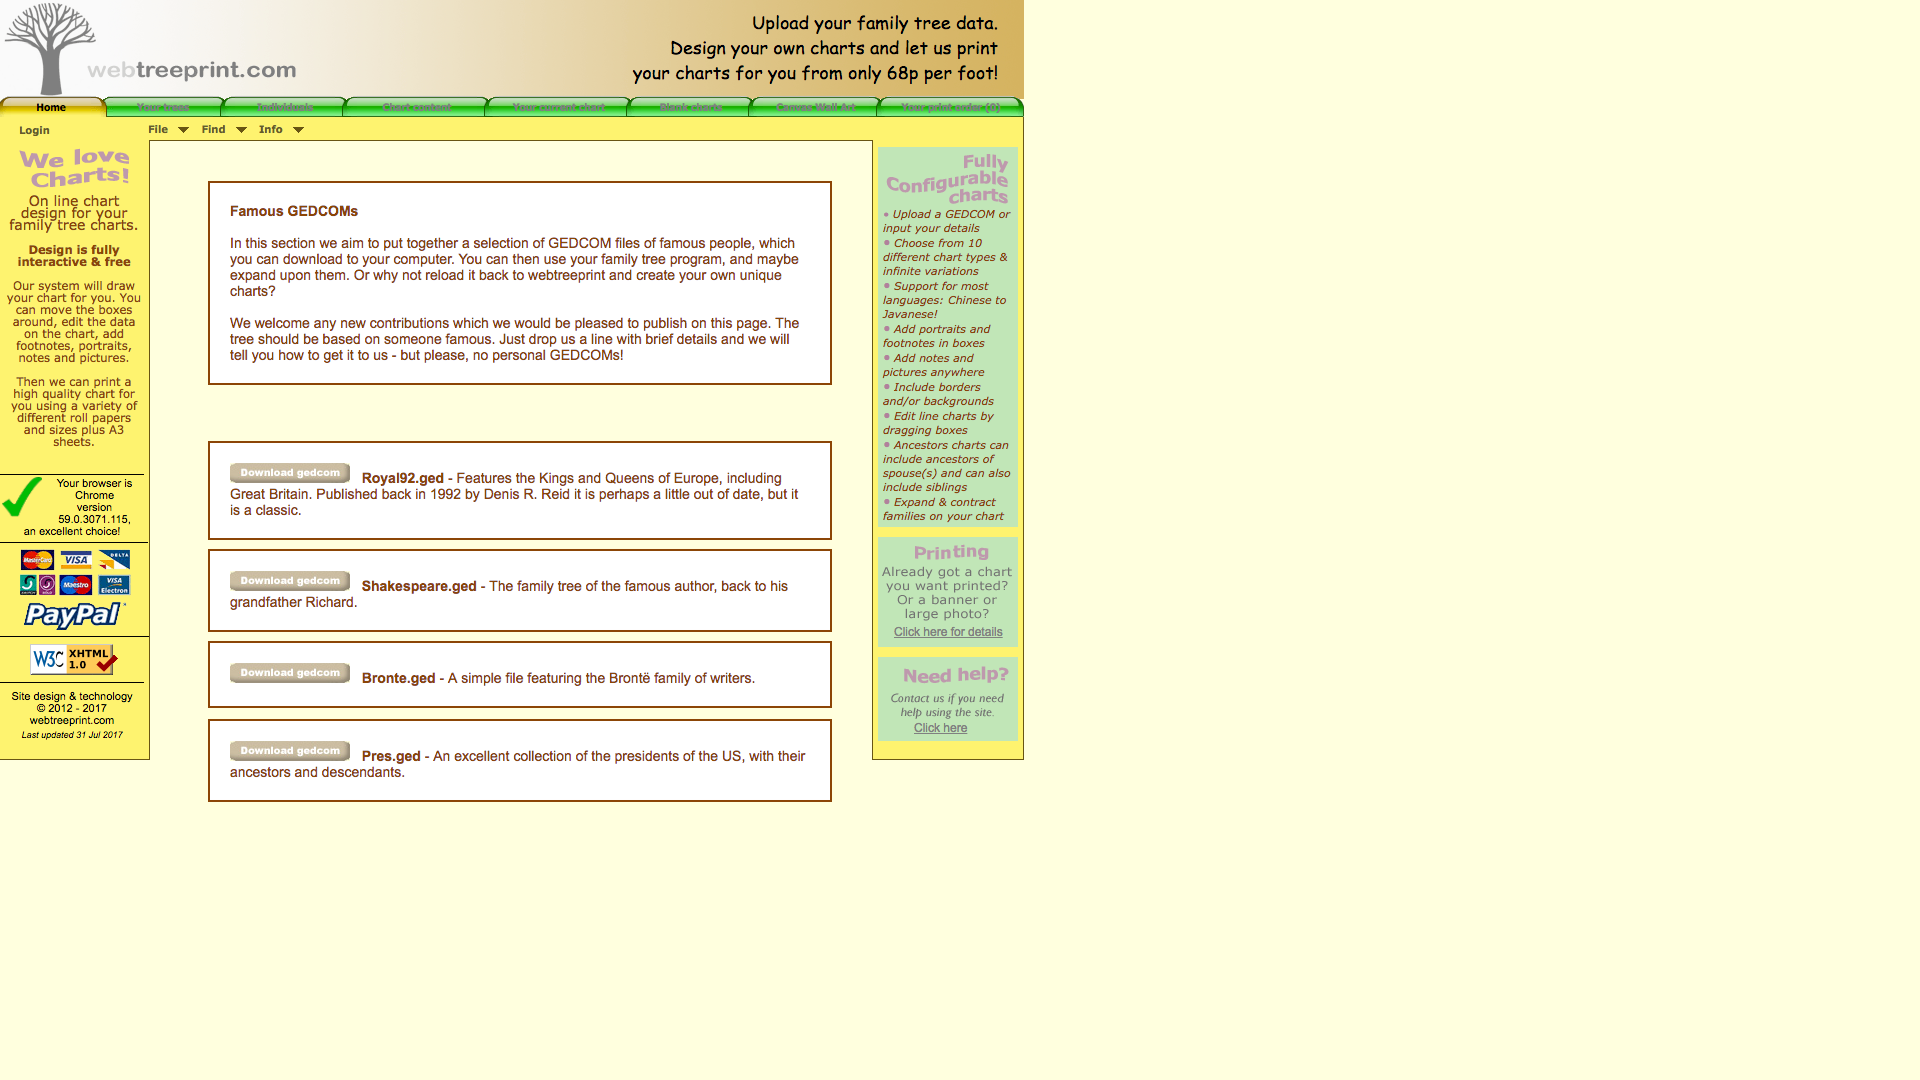 Upload your family tree data.
Design your own charts and let us print
your charts for you from only 68p per foot!
webtreeprint.com
Home
Your trees
Individuals
Chart content
Your current chart
Blank charts
Canvas Wall Art
Your print order (0)
Login
File
Find
Info
We love
Charts!
On line chart
design for your
family tree charts.
Design is fully
interactive & free
Our system will draw
your chart for you. You
can move the boxes
around, edit the data
on the chart, add
footnotes, portraits,
notes and pictures.
Then we can print a
high quality chart for
you using a variety of
different roll papers
and sizes plus A3
sheets.
Your browser is
Chrome
version
59.0.3071.115,
an excellent choice!
MasterCard
VISA
DELTA
Maestro
VISA
Electron
PayPal
W3C XHTML
1.0
Site design & technology
© 2012 - 2017
webtreeprint.com
Last updated 31 Jul 2017
Famous GEDCOMs
In this section we aim to put together a selection of GEDCOM files of famous people, which
you can download to your computer. You can then use your family tree program, and maybe
expand upon them. Or why not reload it back to webtreeprint and create your own unique
charts?
We welcome any new contributions which we would be pleased to publish on this page. The
tree should be based on someone famous. Just drop us a line with brief details and we will
tell you how to get it to us - but please, no personal GEDCOMs!
Download gedcom Royal92.ged - Features the Kings and Queens of Europe, including
Great Britain. Published back in 1992 by Denis R. Reid it is perhaps a little out of date, but it
is a classic.
Download gedcom Shakespeare.ged - The family tree of the famous author, back to his
grandfather Richard.
Download gedcom Bronte.ged - A simple file featuring the Brontë family of writers.
Download gedcom Pres.ged - An excellent collection of the presidents of the US, with their
ancestors and descendants.
Fully
Configurable
charts
• Upload a GEDCOM or
input your details
• Choose from 10
different chart types &
infinite variations
• Support for most
languages: Chinese to
Javanese!
• Add portraits and
footnotes in boxes
• Add notes and
pictures anywhere
• Include borders
and/or backgrounds
• Edit line charts by
dragging boxes
• Ancestors charts can
include ancestors of
spouse(s) and can also
include siblings
• Expand & contract
families on your chart
Printing
Already got a chart
you want printed?
Or a banner or
large photo?
Click here for details
Need help?
Contact us if you need
help using the site.
Click here